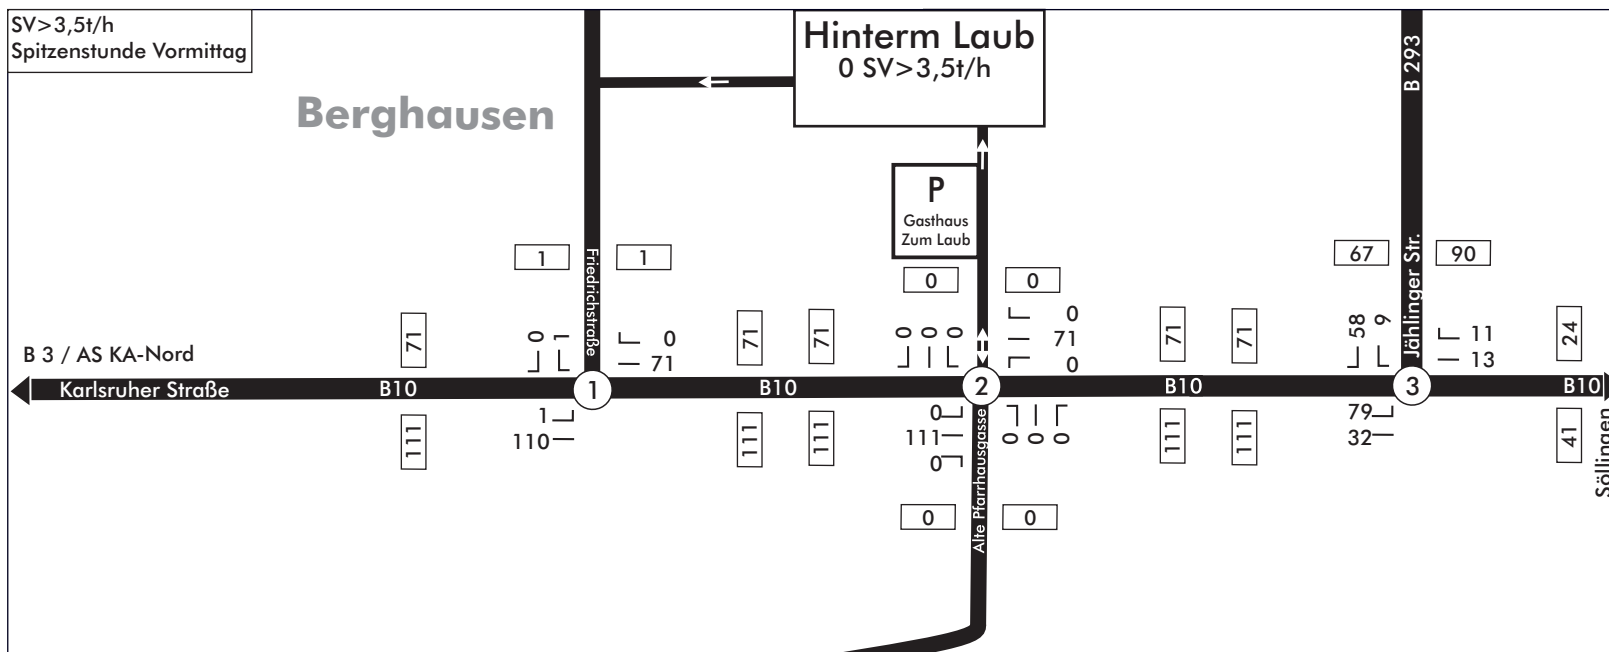 SV>3,5t/h
Spitzenstunde Vormittag
Berghausen
Hinterm Laub
0 SV>3,5t/h
P
Gasthaus
Zum Laub
B 293
Jählinger Str.
Friedrichstraße
1
1
0
0
67
90
71
0
1
0
71
71
71
0
0
0
0
71
0
71
71
58
9
11
13
24
B 3 / AS KA-Nord
Karlsruher Straße
B10
1
B10
2
B10
3
B10
111
1
110
111
111
0
111
0
0
0
0
111
111
79
32
41
Söllingen
Alte Pfarrhausgasse
0
0